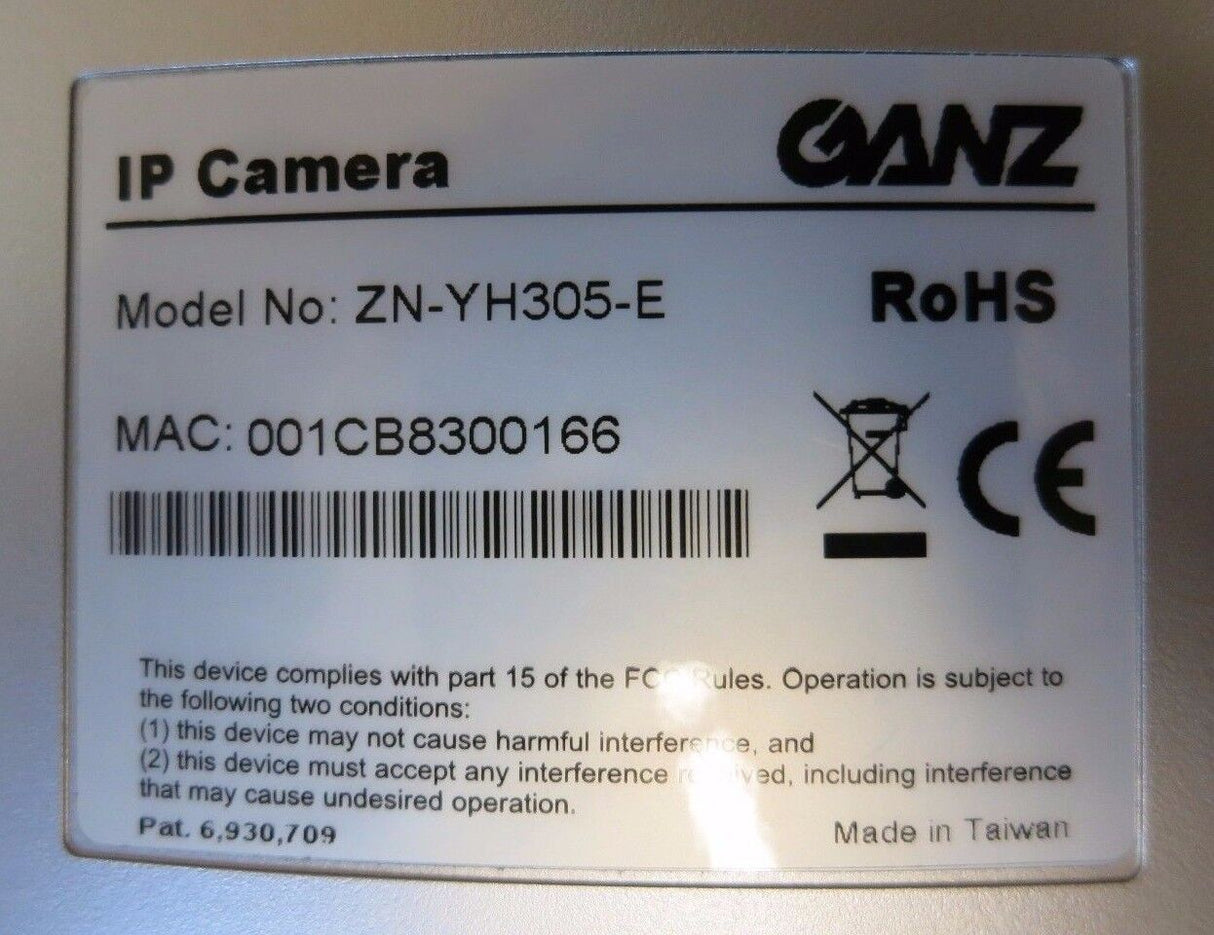 IP Camera GANZ
Model No: ZN-YH305-E RoHS
MAC: 001CB8300166
CE
This device complies with part 15 of the FCC Rules. Operation is subject to
the following two conditions:
(1) this device may not cause harmful interference, and
(2) this device must accept any interference received, including interference
that may cause undesired operation.
Pat. 6,930,709 Made in Taiwan